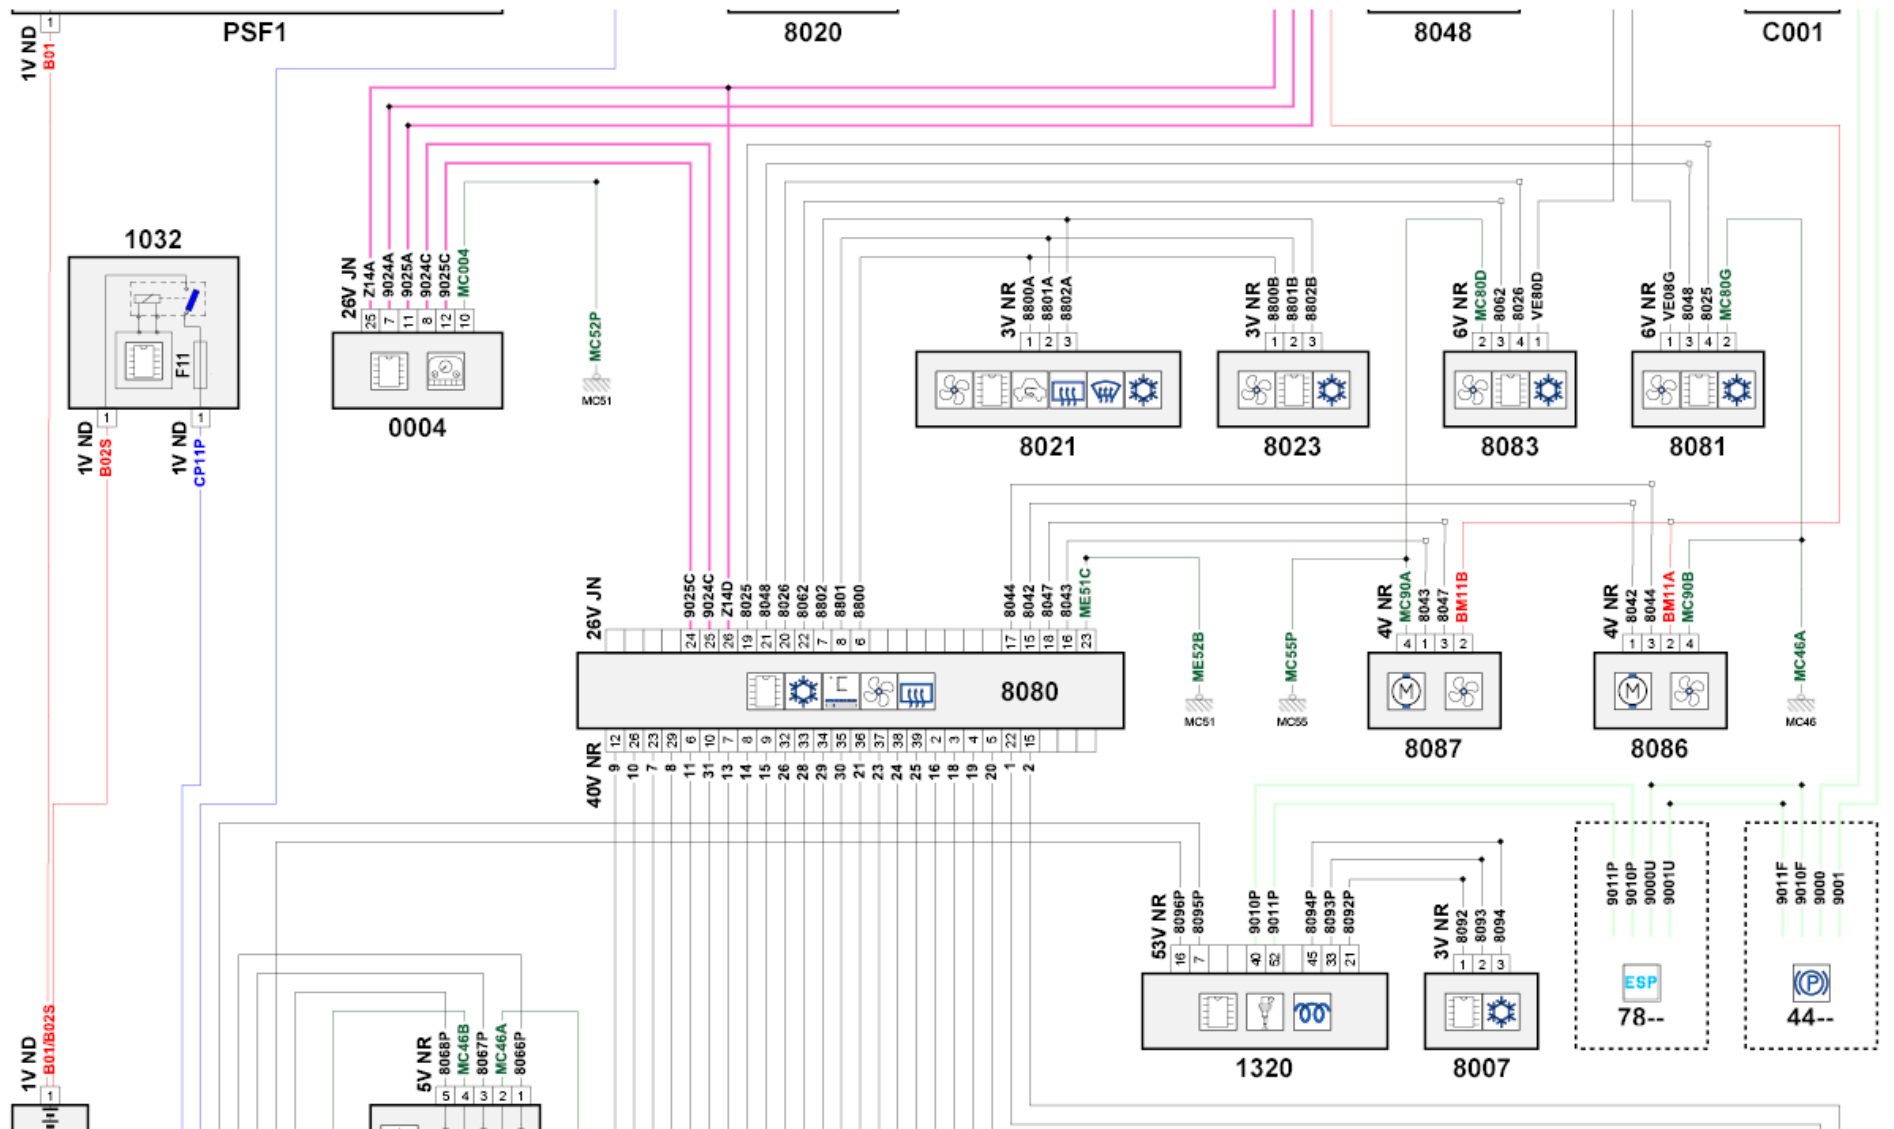 PSF1
8020
8048
C001
1
1V ND
B01
1032
F11
1
1
1V ND
B02S
1V ND
CP11P
26V JN
Z14A
9024A
9025A
9024C
9025C
MC004
25 7 11 8 12 10
0004
MC52P
MC51
3V NR
8800A
8801A
8802A
1 2 3
8021
3V NR
8800B
8801B
8802B
1 2 3
8023
6V NR
MC80D
8062
8026
VE80D
2 3 4 1
8083
6V NR
VE08G
8048
8025
MC80G
1 3 4 2
8081
26V JN
9025C
9024C
Z14D
8025
8048
8026
8062
8802
8801
8800
8044
8042
8047
8043
ME51C
24 25 26 19 21 20 22 7 8 6 17 15 18 16 23
8080
40V NR
12 26 23 29 6 10 7 8 9 32 33 34 35 36 37 38 39 2 3 4 5 22 15
9 10 7 8 11 31 13 14 15 26 28 29 30 21 23 24 25 16 18 19 20 1 2
ME52B
MC51
MC55P
MC55
4V NR
MC90A
8043
8047
BM11B
4 1 3 2
M
8087
4V NR
8042
8044
BM11A
MC90B
1 3 2 4
M
8086
MC46A
MC46
53V NR
8096P
8095P
9010P
9011P
8094P
8093P
8092P
16 7 40 52 45 33 21
1320
3V NR
8092
8093
8094
1 2 3
8007
9011P
9010P
9000U
9001U
ESP
78--
9011F
9010F
9000
9001
P
44--
1V ND
B01/B02S
1
5V NR
8068P
MC46B
8067P
MC46A
8066P
5 4 3 2 1